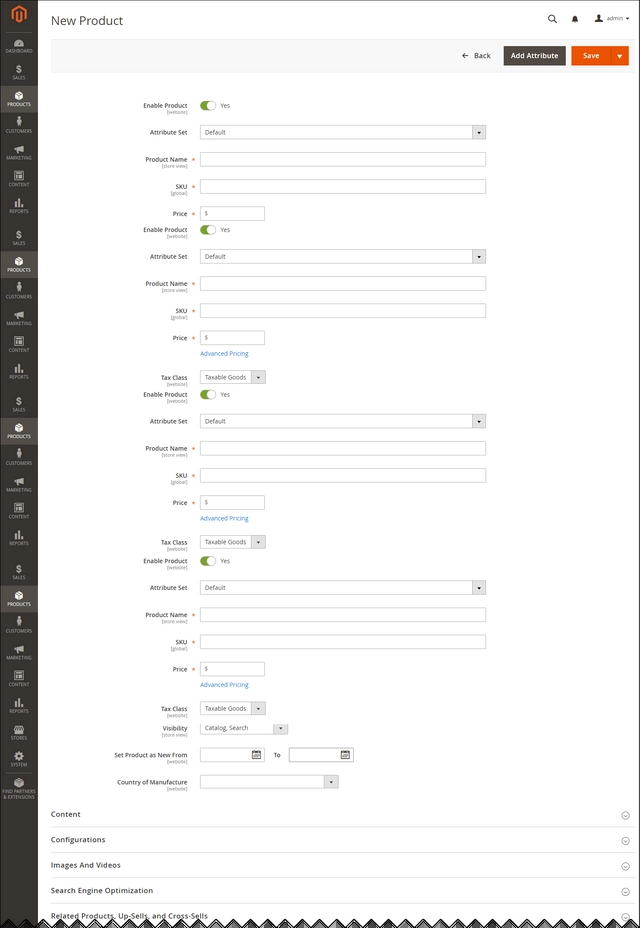 New Product
admin
Back
Add Attribute
Save
DASHBOARD
SALES
PRODUCTS
CUSTOMERS
MARKETING
CONTENT
REPORTS
SALES
PRODUCTS
CUSTOMERS
MARKETING
CONTENT
REPORTS
SALES
PRODUCTS
CUSTOMERS
MARKETING
CONTENT
REPORTS
SALES
PRODUCTS
CUSTOMERS
MARKETING
CONTENT
REPORTS
STORES
SYSTEM
FIND PARTNERS
& EXTENSIONS
Enable Product Yes
[website]
Attribute Set Default
Product Name *
[store view]
SKU *
[global]
Price * $
Enable Product Yes
[website]
Attribute Set Default
Product Name *
[store view]
SKU *
[global]
Price * $
Advanced Pricing
Tax Class Taxable Goods
[website]
Enable Product Yes
[website]
Attribute Set Default
Product Name *
[store view]
SKU *
[global]
Price * $
Advanced Pricing
Tax Class Taxable Goods
[website]
Enable Product Yes
[website]
Attribute Set Default
Product Name *
[store view]
SKU *
[global]
Price * $
Advanced Pricing
Tax Class Taxable Goods
[website]
Visibility Catalog, Search
[store view]
Set Product as New From To
[website]
Country of Manufacture
[website]
Content
Configurations
Images And Videos
Search Engine Optimization
Related Products, Up-Sells, and Cross-Sells